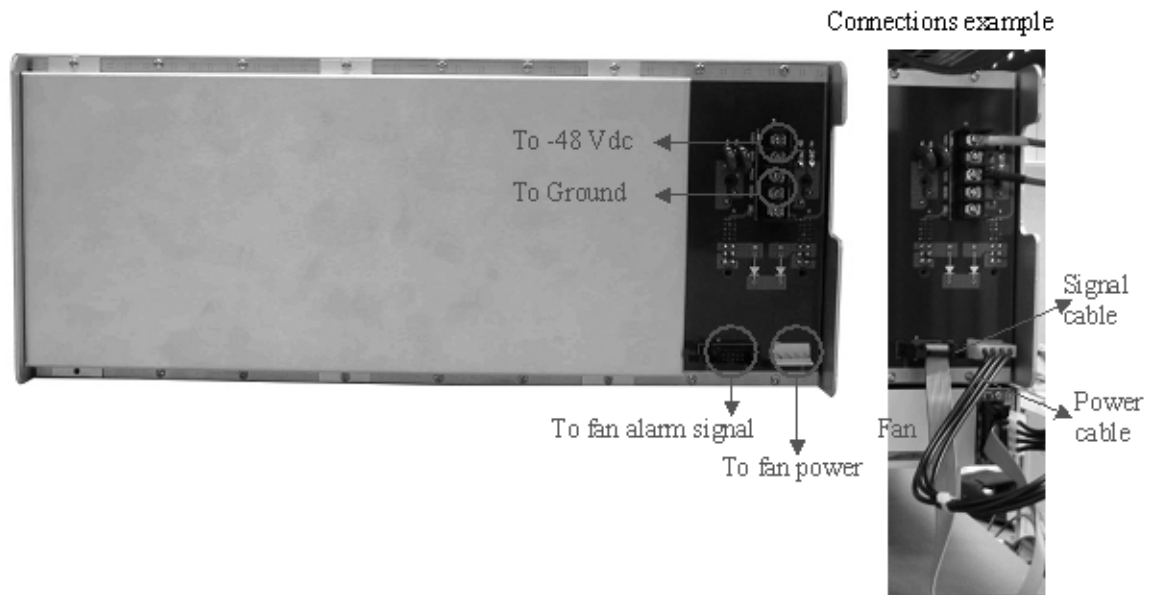 Connections example
To -48 Vdc
To Ground
Signal
cable
Power
cable
To fan alarm signal
Fan
To fan power